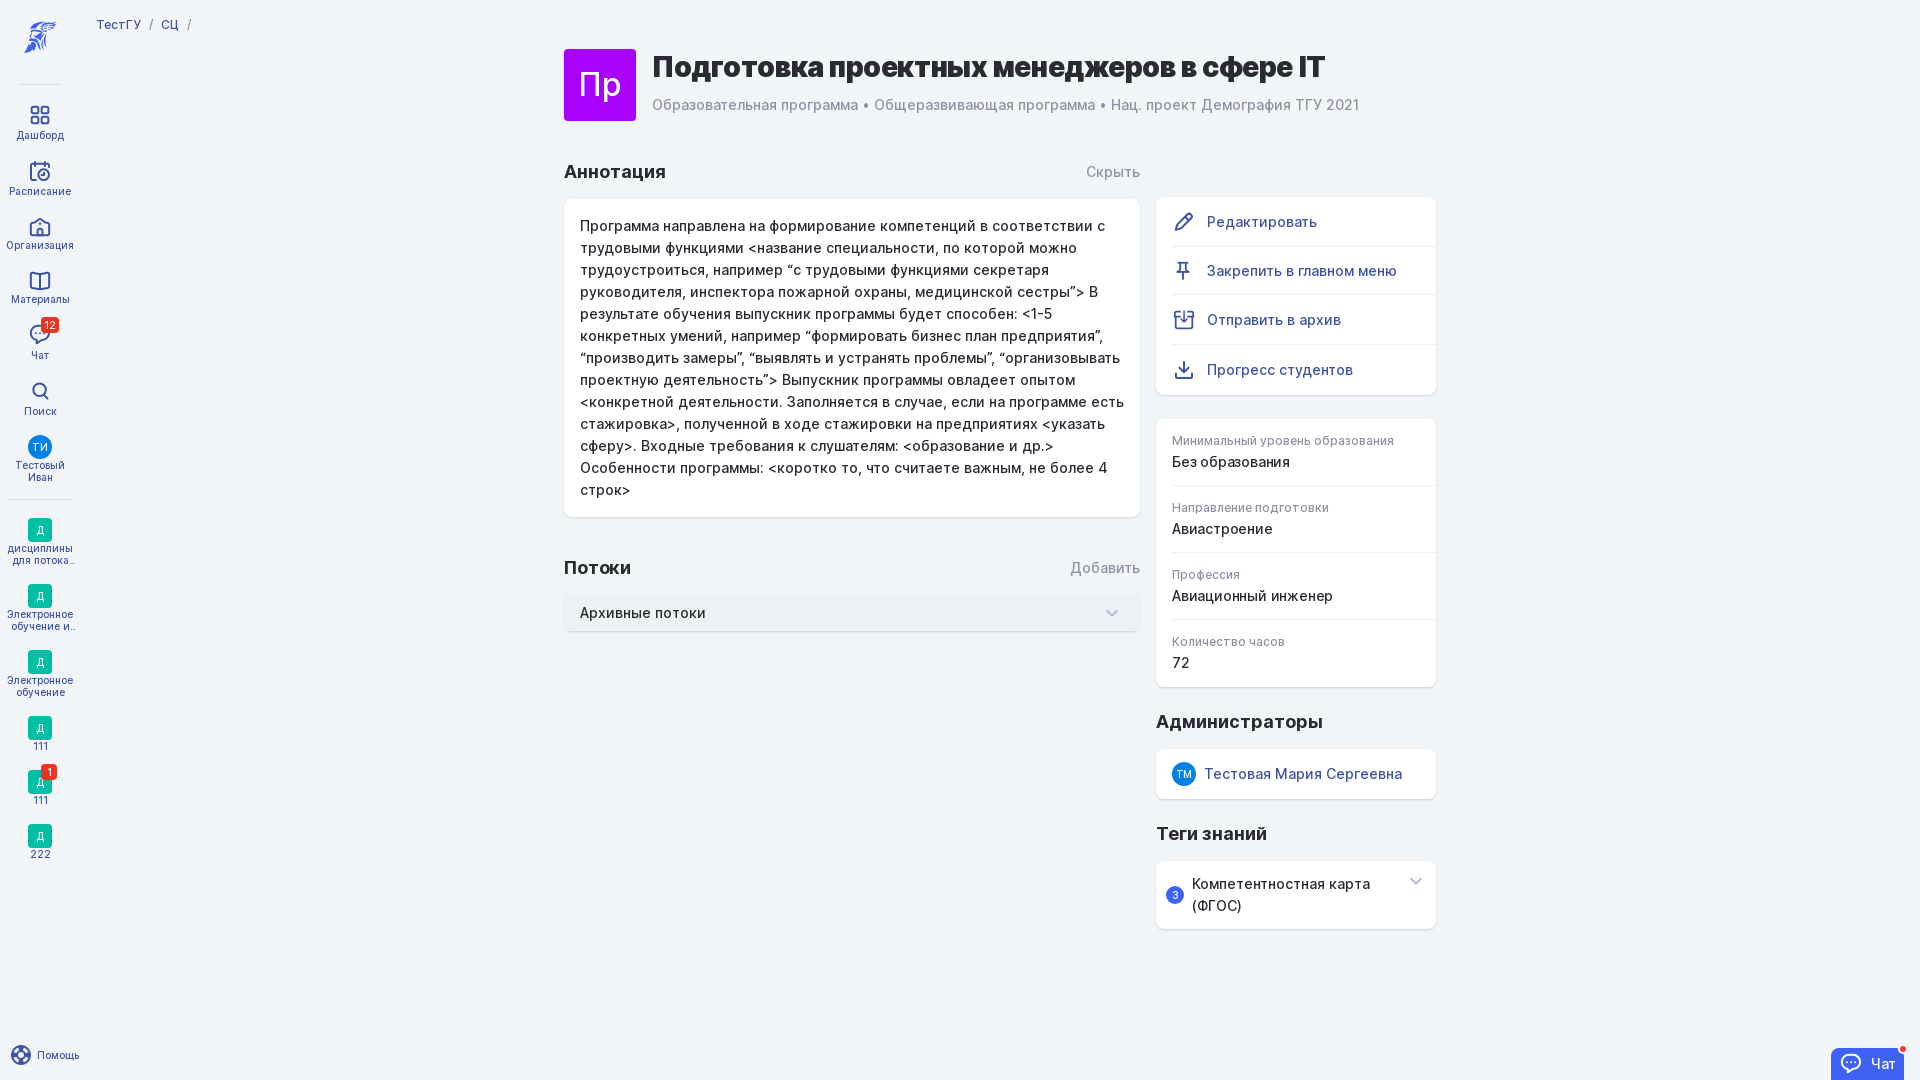 ТестГУ / СЦ /
Дашборд
Расписание
Организация
Материалы
12
Чат
Поиск
ТИ
Тестовый
Иван
Д
дисциплины
для потока...
Д
Электронное
обучение и...
Д
Электронное
обучение
Д
111
1
Д
111
Д
222
Помощь
Пр
Подготовка проектных менеджеров в сфере IT
Образовательная программа • Общеразвивающая программа • Нац. проект Демография ТГУ 2021
Аннотация
Скрыть
Программа направлена на формирование компетенций в соответствии с
трудовыми функциями <название специальности, по которой можно
трудоустроиться, например “с трудовыми функциями секретаря
руководителя, инспектора пожарной охраны, медицинской сестры”> В
результате обучения выпускник программы будет способен: <1-5
конкретных умений, например “формировать бизнес план предприятия”,
“производить замеры”, “выявлять и устранять проблемы”, “организовывать
проектную деятельность”> Выпускник программы овладеет опытом
<конкретной деятельности. Заполняется в случае, если на программе есть
стажировка>, полученной в ходе стажировки на предприятиях <указать
сферу>. Входные требования к слушателям: <образование и др.>
Особенности программы: <коротко то, что считаете важным, не более 4
строк>
Потоки
Добавить
Архивные потоки
Редактировать
Закрепить в главном меню
Отправить в архив
Прогресс студентов
Минимальный уровень образования
Без образования
Направление подготовки
Авиастроение
Профессия
Авиационный инженер
Количество часов
72
Администраторы
ТМ Тестовая Мария Сергеевна
Теги знаний
3
Компетентностная карта
(ФГОС)
Чат